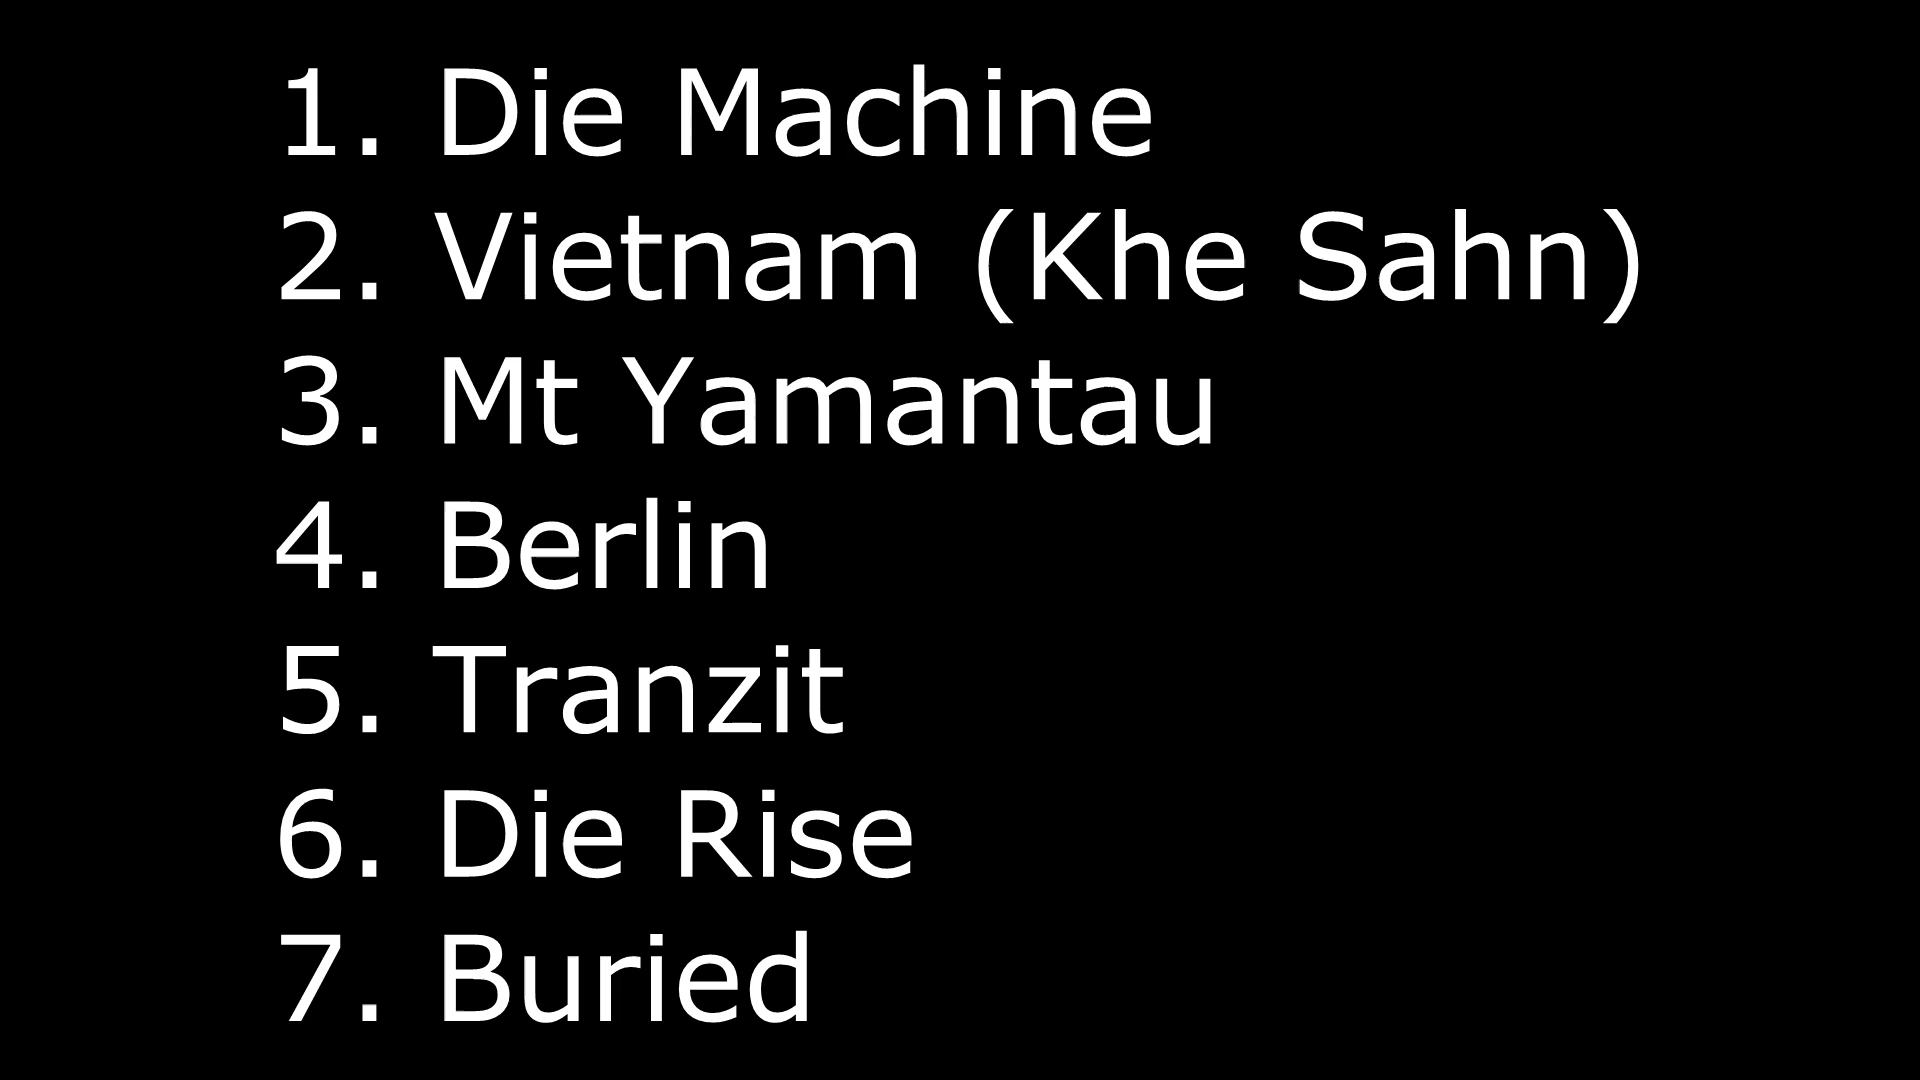 1. Die Machine
2. Vietnam (Khe Sahn)
3. Mt Yamantau
4. Berlin
5. Tranzit
6. Die Rise
7. Buried